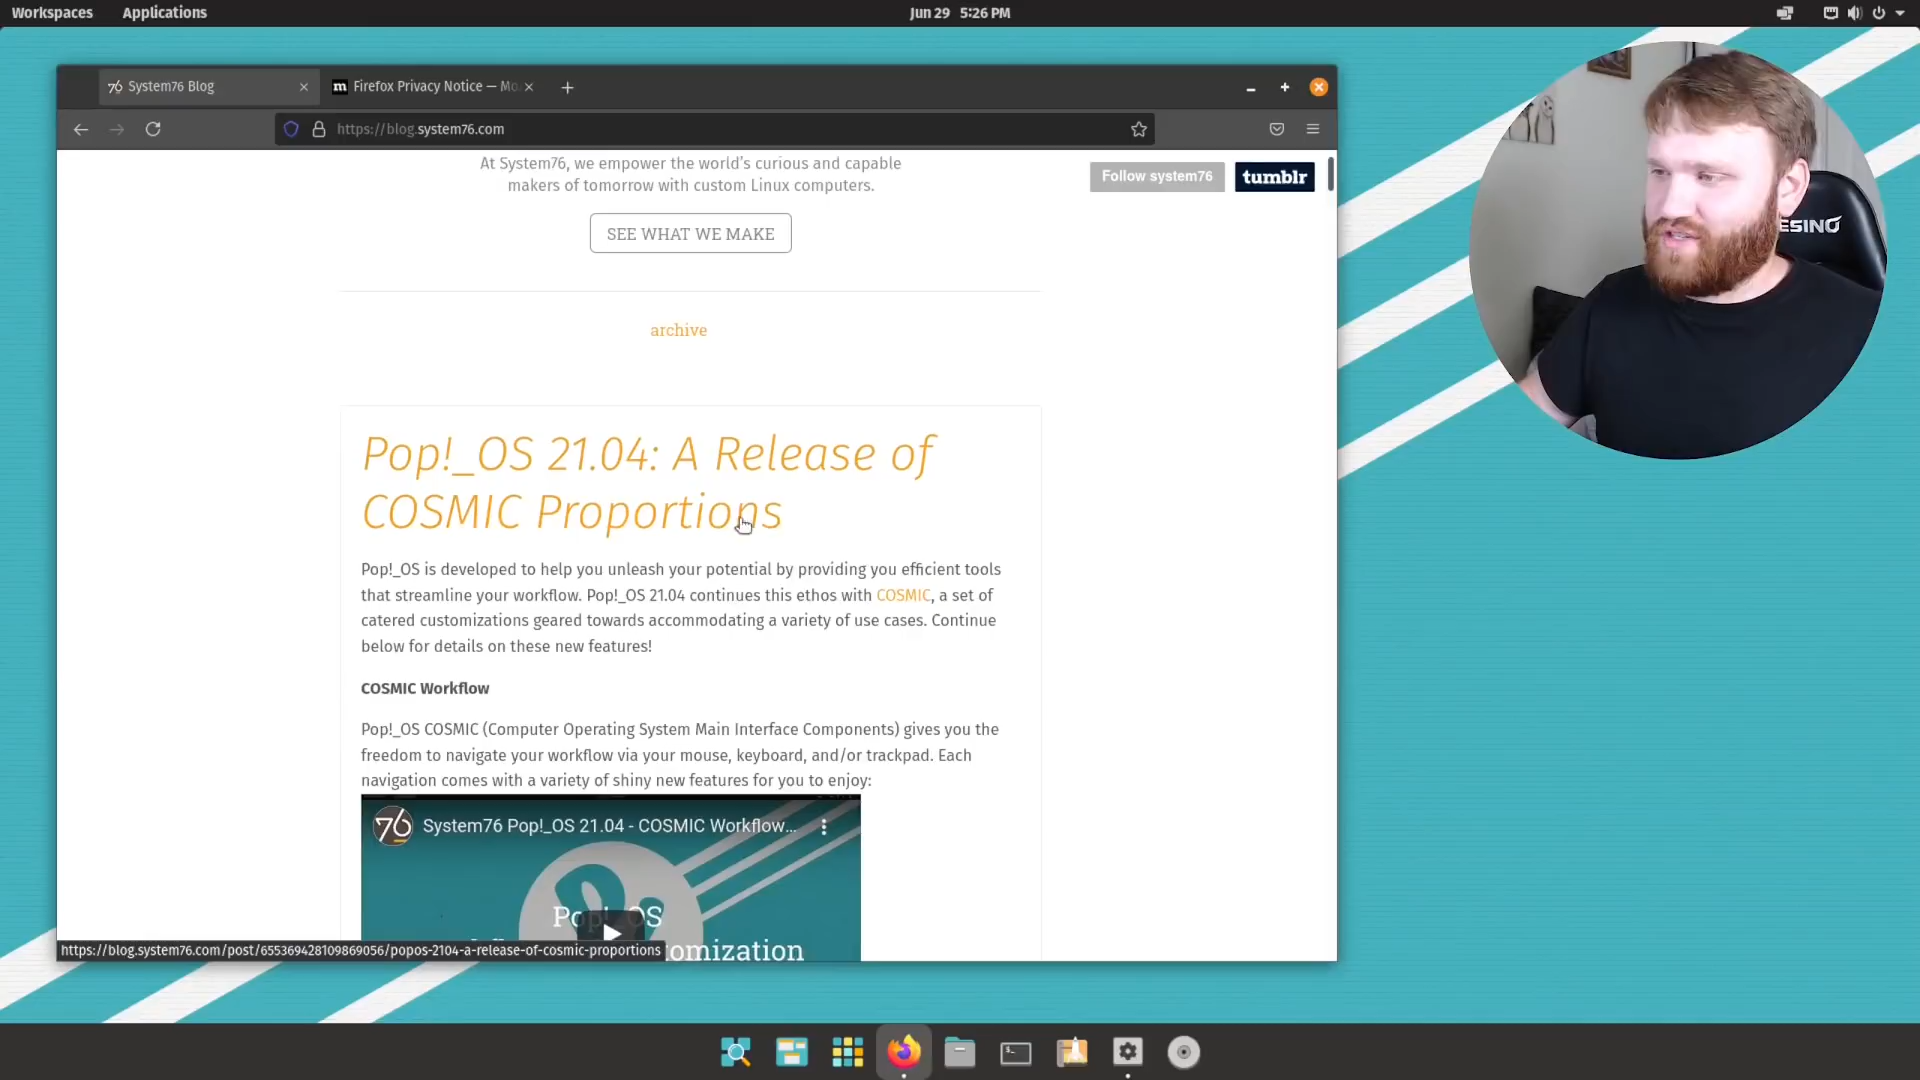 Workspaces Applications Jun 29 5:26 PM
76 System76 Blog
m Firefox Privacy Notice — Mo
https://blog.system76.com
At System76, we empower the world's curious and capable
makers of tomorrow with custom Linux computers.
Follow system76 tumblr
SEE WHAT WE MAKE
ESINO
archive
Pop!_OS 21.04: A Release of
COSMIC Proportions
Pop!_OS is developed to help you unleash your potential by providing you efficient tools
that streamline your workflow. Pop!_OS 21.04 continues this ethos with COSMIC, a set of
catered customizations geared towards accommodating a variety of use cases. Continue
below for details on these new features!
COSMIC Workflow
Pop!_OS COSMIC (Computer Operating System Main Interface Components) gives you the
freedom to navigate your workflow via your mouse, keyboard, and/or trackpad. Each
navigation comes with a variety of shiny new features for you to enjoy:
76 System76 Pop!_OS 21.04 - COSMIC Workflow...
Pop!_OS
omization
https://blog.system76.com/post/655369428109869056/popos-2104-a-release-of-cosmic-proportions